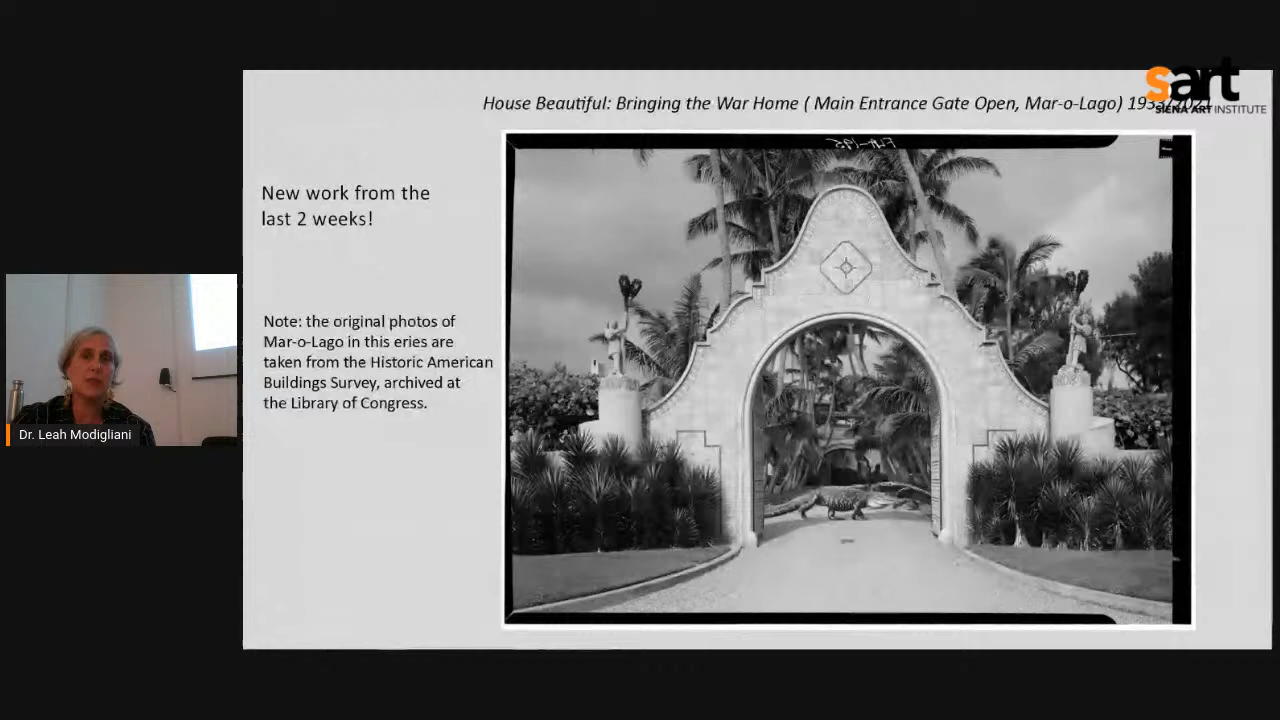 sart
SIENA ART INSTITUTE
House Beautiful: Bringing the War Home ( Main Entrance Gate Open, Mar-o-Lago)
New work from the
last 2 weeks!
Note: the original photos of
Mar-o-Lago in this eries are
taken from the Historic American
Buildings Survey, archived at
the Library of Congress.
Dr. Leah Modigliani